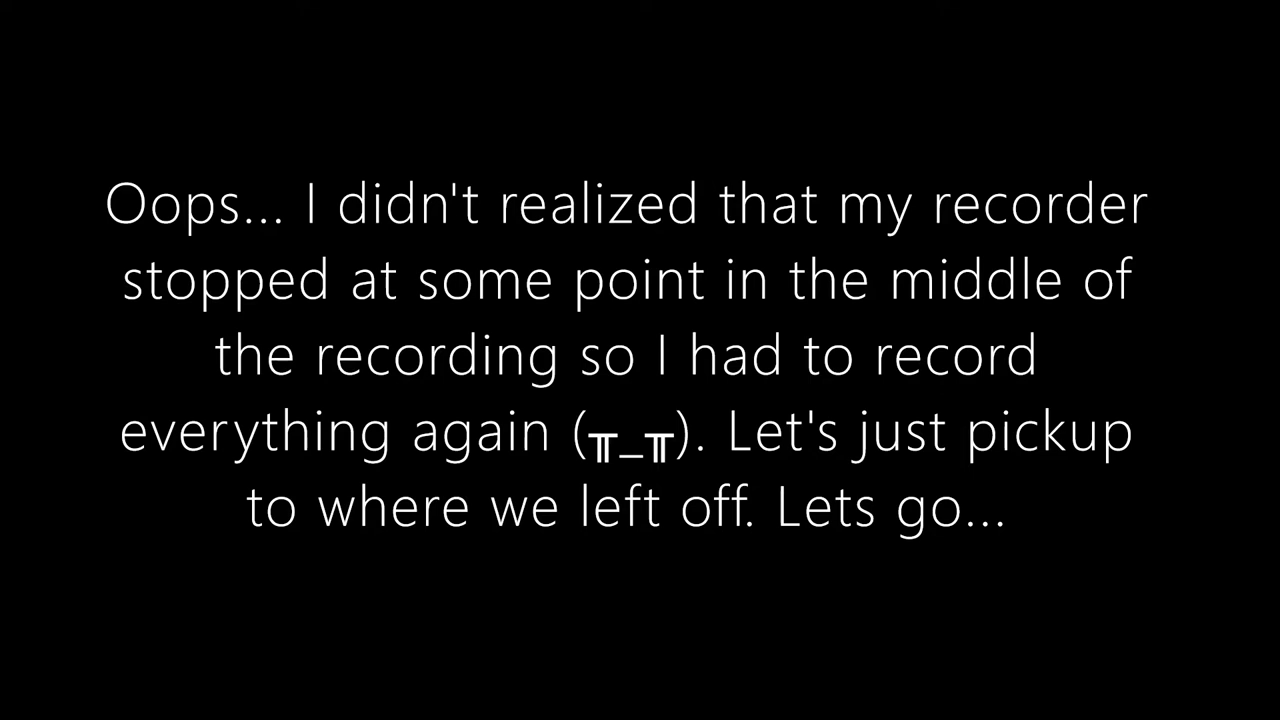 Oops... I didn't realized that my recorder
stopped at some point in the middle of
the recording so I had to record
everything again (╥_╥). Let's just pickup
to where we left off. Lets go...